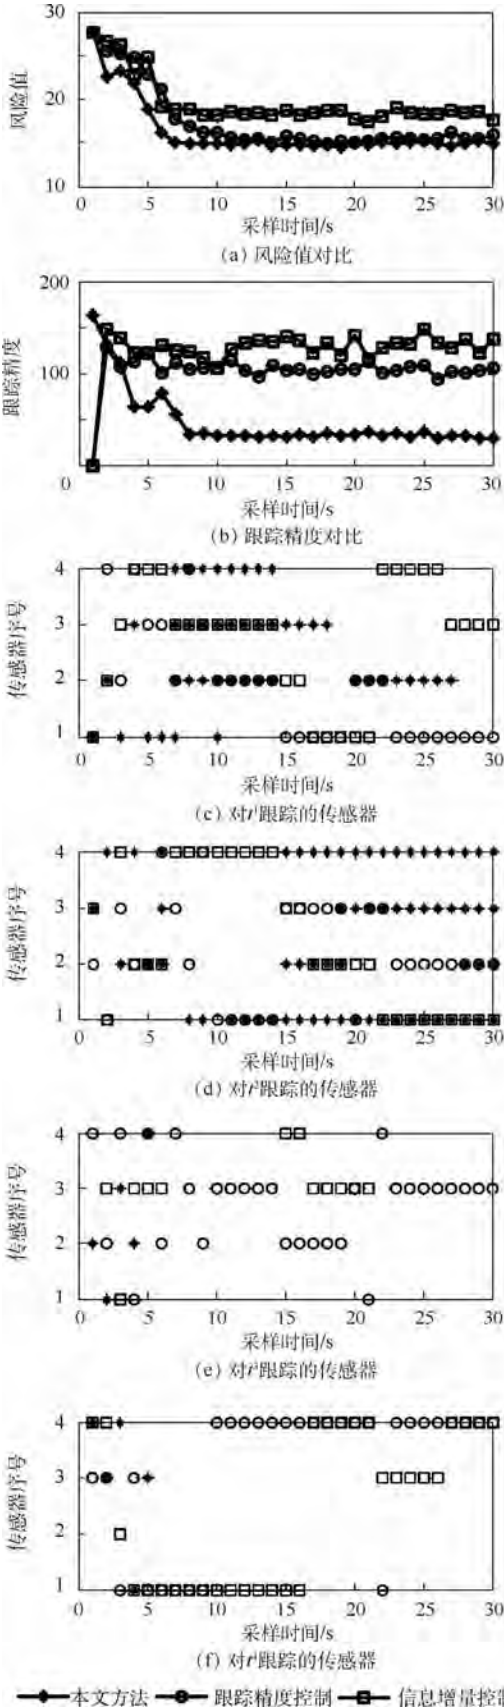 30
20
10
风险值
0 5 10 15 20 25 30
采样时间/s
(a) 风险值对比
200
100
0
跟踪精度
0 5 10 15 20 25 30
采样时间/s
(b) 跟踪精度对比
4
3
2
1
传感器序号
0 5 10 15 20 25 30
采样时间/s
(c) 对r¹跟踪的传感器
4
3
2
1
传感器序号
0 5 10 15 20 25 30
采样时间/s
(d) 对r²跟踪的传感器
4
3
2
1
传感器序号
0 5 10 15 20 25 30
采样时间/s
(e) 对r³跟踪的传感器
4
3
2
1
传感器序号
0 5 10 15 20 25 30
采样时间/s
(f) 对r⁴跟踪的传感器
本文方法 跟踪精度控制 信息增量控制